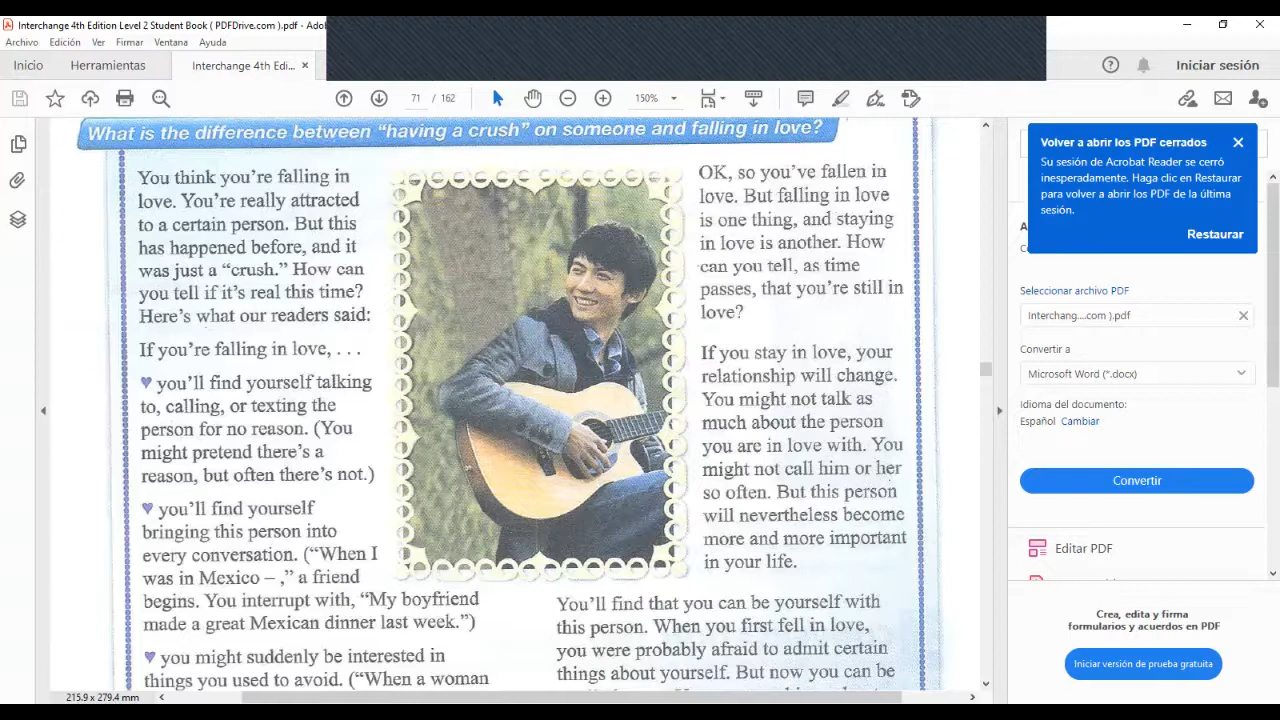 Interchange 4th Edition Level 2 Student Book ( PDFDrive.com ).pdf - Adob
Archivo Edición Ver Firmar Ventana Ayuda
Inicio Herramientas Interchange 4th Edi...
Iniciar sesión
71 / 162
150%
What is the difference between “having a crush” on someone and falling in love?
You think you’re falling in
love. You’re really attracted
to a certain person. But this
has happened before, and it
was just a “crush.” How can
you tell if it’s real this time?
Here’s what our readers said:
If you’re falling in love, . . .
you’ll find yourself talking
to, calling, or texting the
person for no reason. (You
might pretend there’s a
reason, but often there’s not.)
you’ll find yourself
bringing this person into
every conversation. (“When I
was in Mexico – ,” a friend
begins. You interrupt with, “My boyfriend
made a great Mexican dinner last week.”)
you might suddenly be interested in
things you used to avoid. (“When a woman
OK, so you’ve fallen in
love. But falling in love
is one thing, and staying
in love is another. How
can you tell, as time
passes, that you’re still in
love?
If you stay in love, your
relationship will change.
You might not talk as
much about the person
you are in love with. You
might not call him or her
so often. But this person
will nevertheless become
more and more important
in your life.
You’ll find that you can be yourself with
this person. When you first fell in love,
you were probably afraid to admit certain
things about yourself. But now you can be
215.9 x 279.4 mm
Volver a abrir los PDF cerrados
Su sesión de Acrobat Reader se cerró
inesperadamente. Haga clic en Restaurar
para volver a abrir los PDF de la última
sesión.
Restaurar
Seleccionar archivo PDF
Interchang....com ).pdf
Convertir a
Microsoft Word (*.docx)
Idioma del documento:
Español Cambiar
Convertir
Editar PDF
Crea, edita y firma
formularios y acuerdos en PDF
Iniciar versión de prueba gratuita